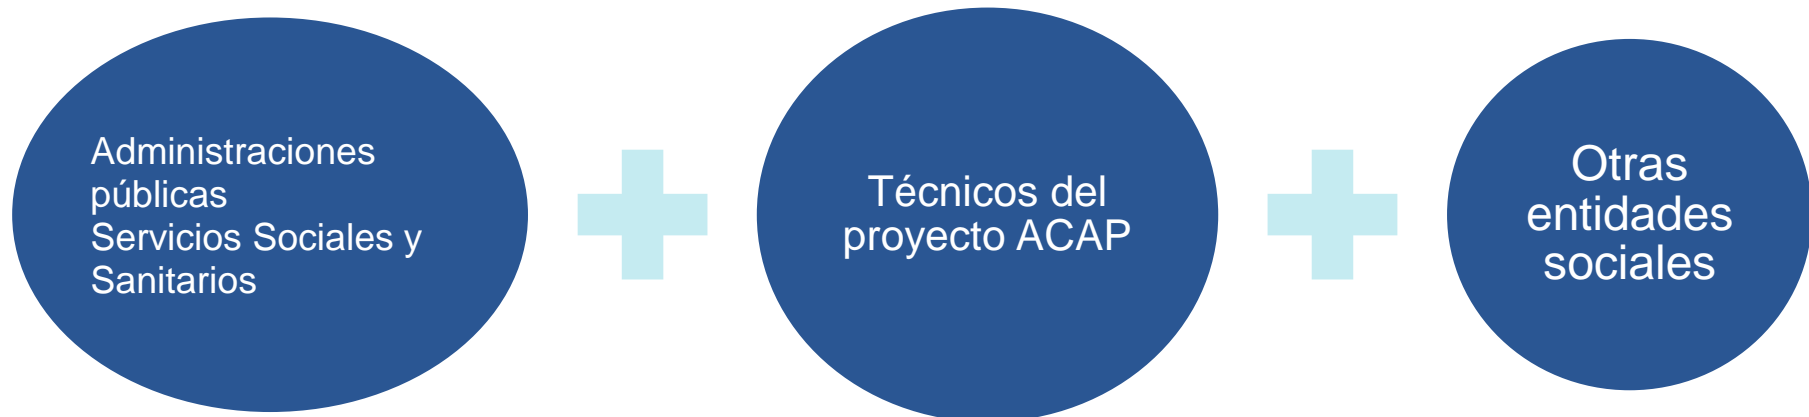 Administraciones
públicas
Servicios Sociales y
Sanitarios
Técnicos del
proyecto ACAP
Otras
entidades
sociales